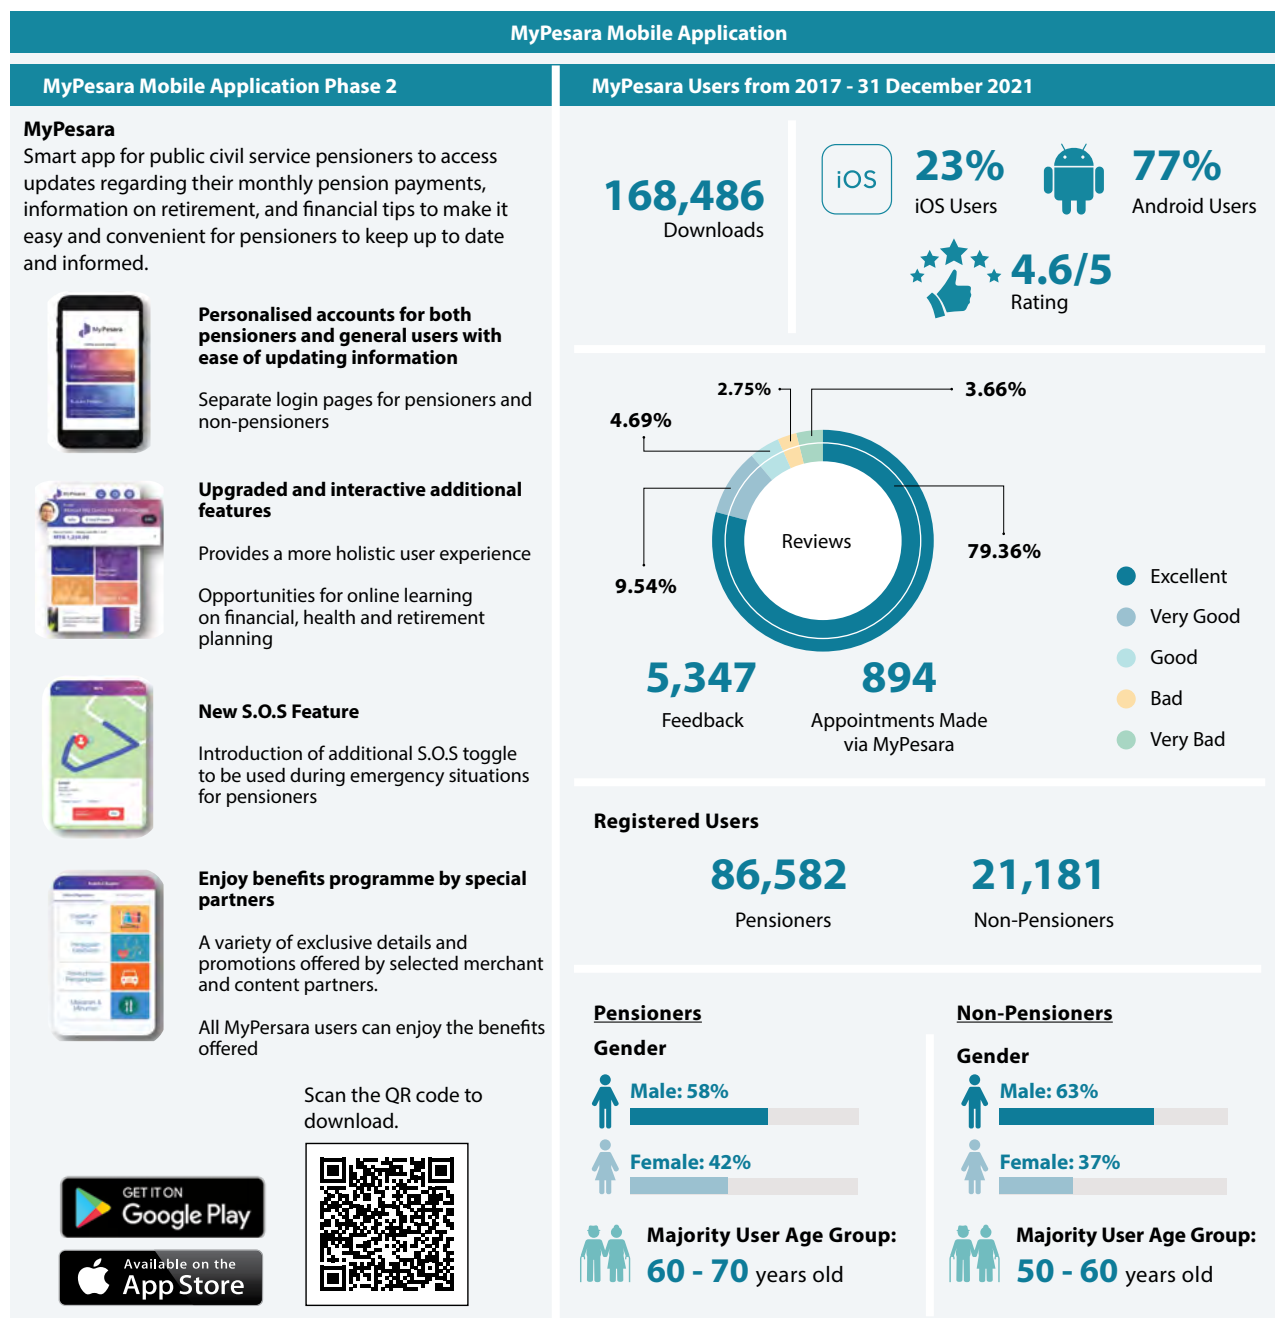 MyPesara Mobile Application
MyPesara Mobile Application Phase 2
MyPesara
Smart app for public civil service pensioners to access
updates regarding their monthly pension payments,
information on retirement, and financial tips to make it
easy and convenient for pensioners to keep up to date
and informed.
MyPesara
Personalised accounts for both
pensioners and general users with
ease of updating information
Separate login pages for pensioners and
non-pensioners
Upgraded and interactive additional
features
Provides a more holistic user experience
Opportunities for online learning
on financial, health and retirement
planning
New S.O.S Feature
Introduction of additional S.O.S toggle
to be used during emergency situations
for pensioners
Enjoy benefits programme by special
partners
A variety of exclusive details and
promotions offered by selected merchant
and content partners.
All MyPersara users can enjoy the benefits
offered
Scan the QR code to
download.
GET IT ON
Google Play
Available on the
App Store
MyPesara Users from 2017 - 31 December 2021
168,486
Downloads
iOS
23%
iOS Users
77%
Android Users
4.6/5
Rating
2.75%
3.66%
4.69%
9.54%
79.36%
Reviews
Excellent
Very Good
Good
Bad
Very Bad
5,347
Feedback
894
Appointments Made
via MyPesara
Registered Users
86,582
Pensioners
21,181
Non-Pensioners
Pensioners
Gender
Male: 58%
Female: 42%
Majority User Age Group:
60 - 70 years old
Non-Pensioners
Gender
Male: 63%
Female: 37%
Majority User Age Group:
50 - 60 years old